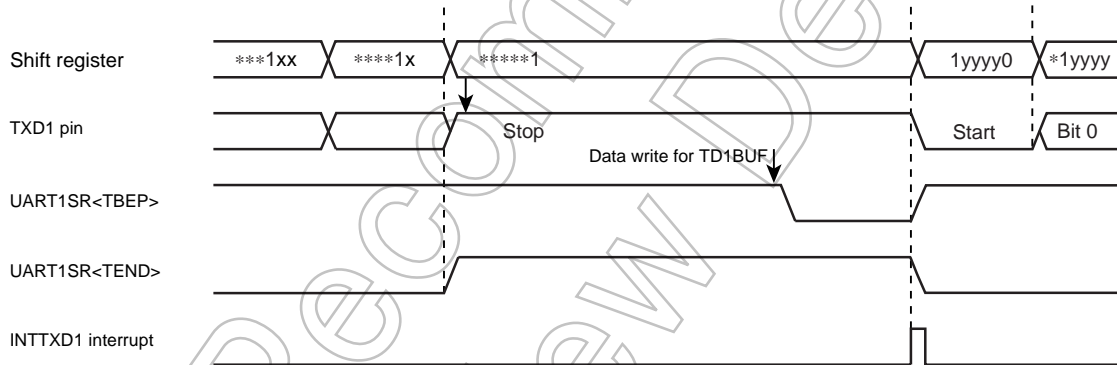 Shift register ***1xx ****1x *****1 1yyyy0 *1yyyy
TXD1 pin Stop Start Bit 0
Data write for TD1BUF
UART1SR<TBEP>
UART1SR<TEND>
INTTXD1 interrupt